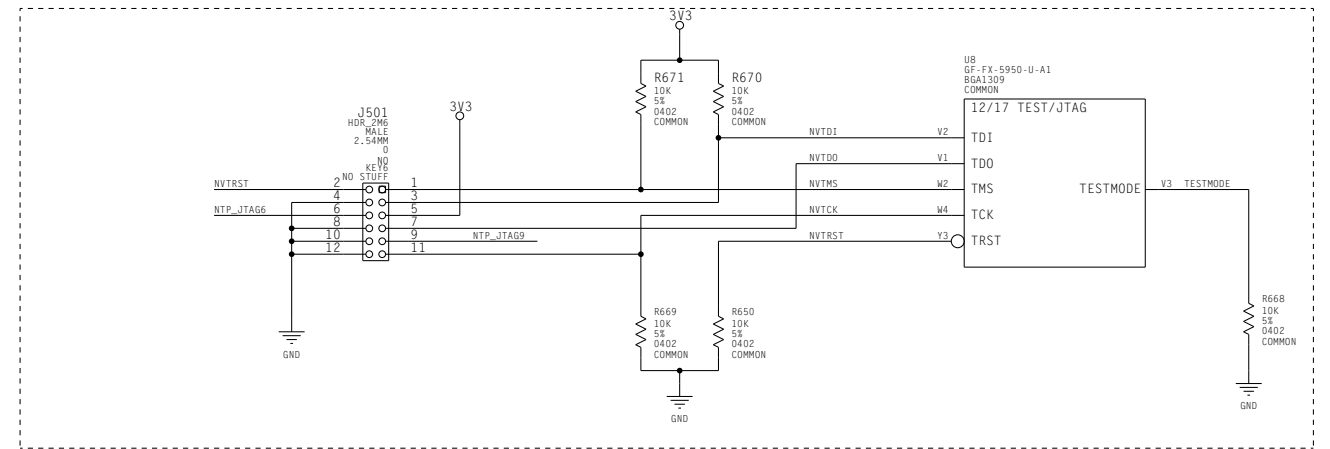 3V3
R671
10K
5%
0402
COMMON
R670
10K
5%
0402
COMMON
U8
GF-FX-5950-U-A1
BGA1309
COMMON
12/17 TEST/JTAG
J501
HDR_2M6
MALE
2.54MM
0
NO
KEY6
NO STUFF
3V3
NVTRST
2
1
4
3
NTP_JTAG6
6
5
8
7
10
9
NTP_JTAG9
12
11
NVTDI
V2
TDI
NVTDO
V1
TDO
NVTMS
W2
TMS
TESTMODE
V3
TESTMODE
NVTCK
W4
TCK
NVTRST
Y3
TRST
R669
10K
5%
0402
COMMON
R650
10K
5%
0402
COMMON
R668
10K
5%
0402
COMMON
GND
GND
GND